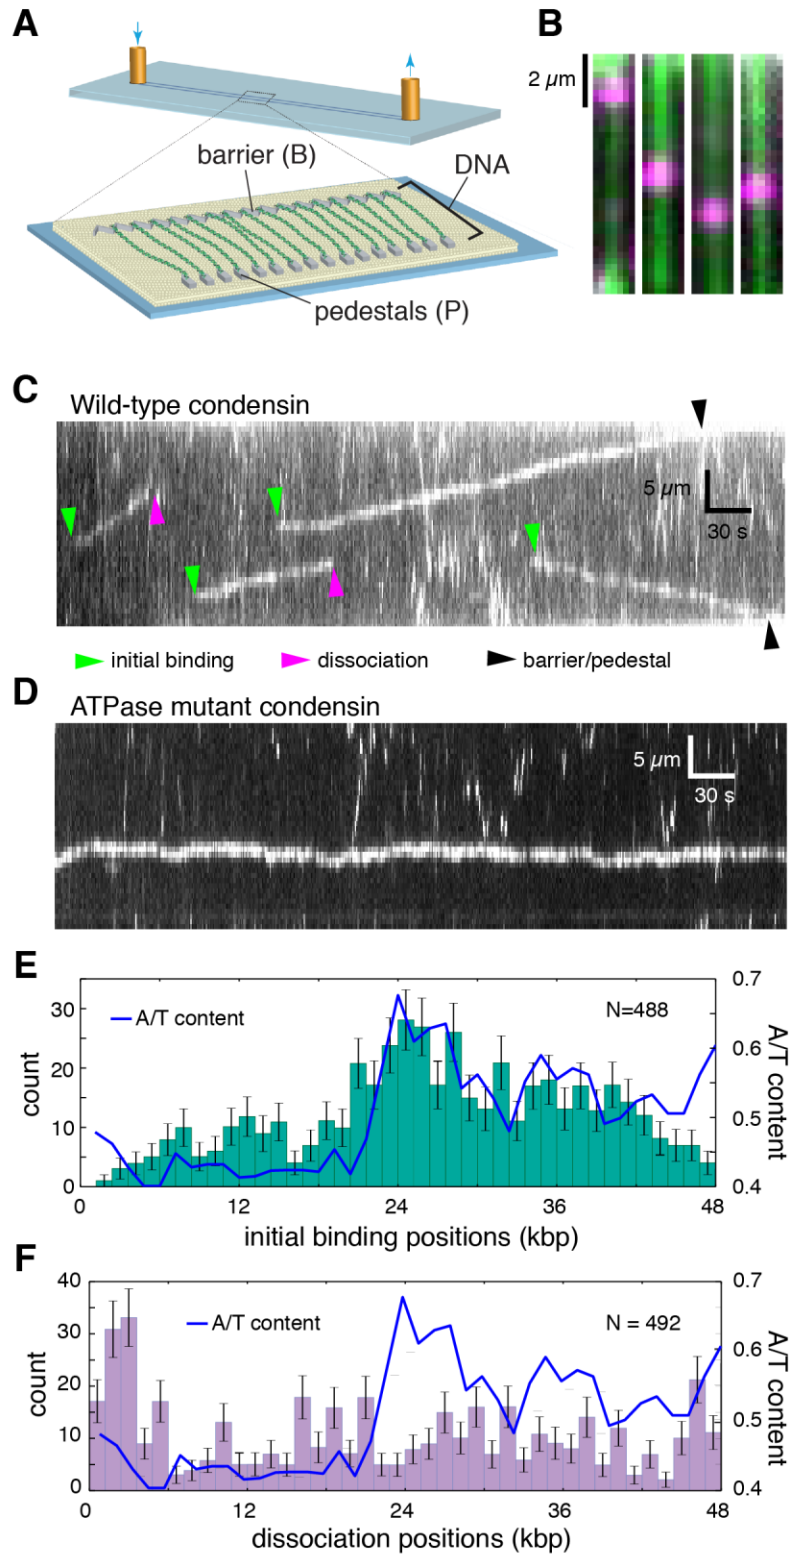 A
barrier (B)
DNA
pedestals (P)
B
2 µm
C
Wild-type condensin
5 µm
30 s
initial binding
dissociation
barrier/pedestal
D
ATPase mutant condensin
5 µm
30 s
E
A/T content
N=488
30
20
10
0
count
0.7
0.6
0.5
0.4
A/T content
0
12
24
36
48
initial binding positions (kbp)
F
A/T content
N = 492
40
30
20
10
0
count
0.7
0.6
0.5
0.4
A/T content
0
12
24
36
48
dissociation positions (kbp)